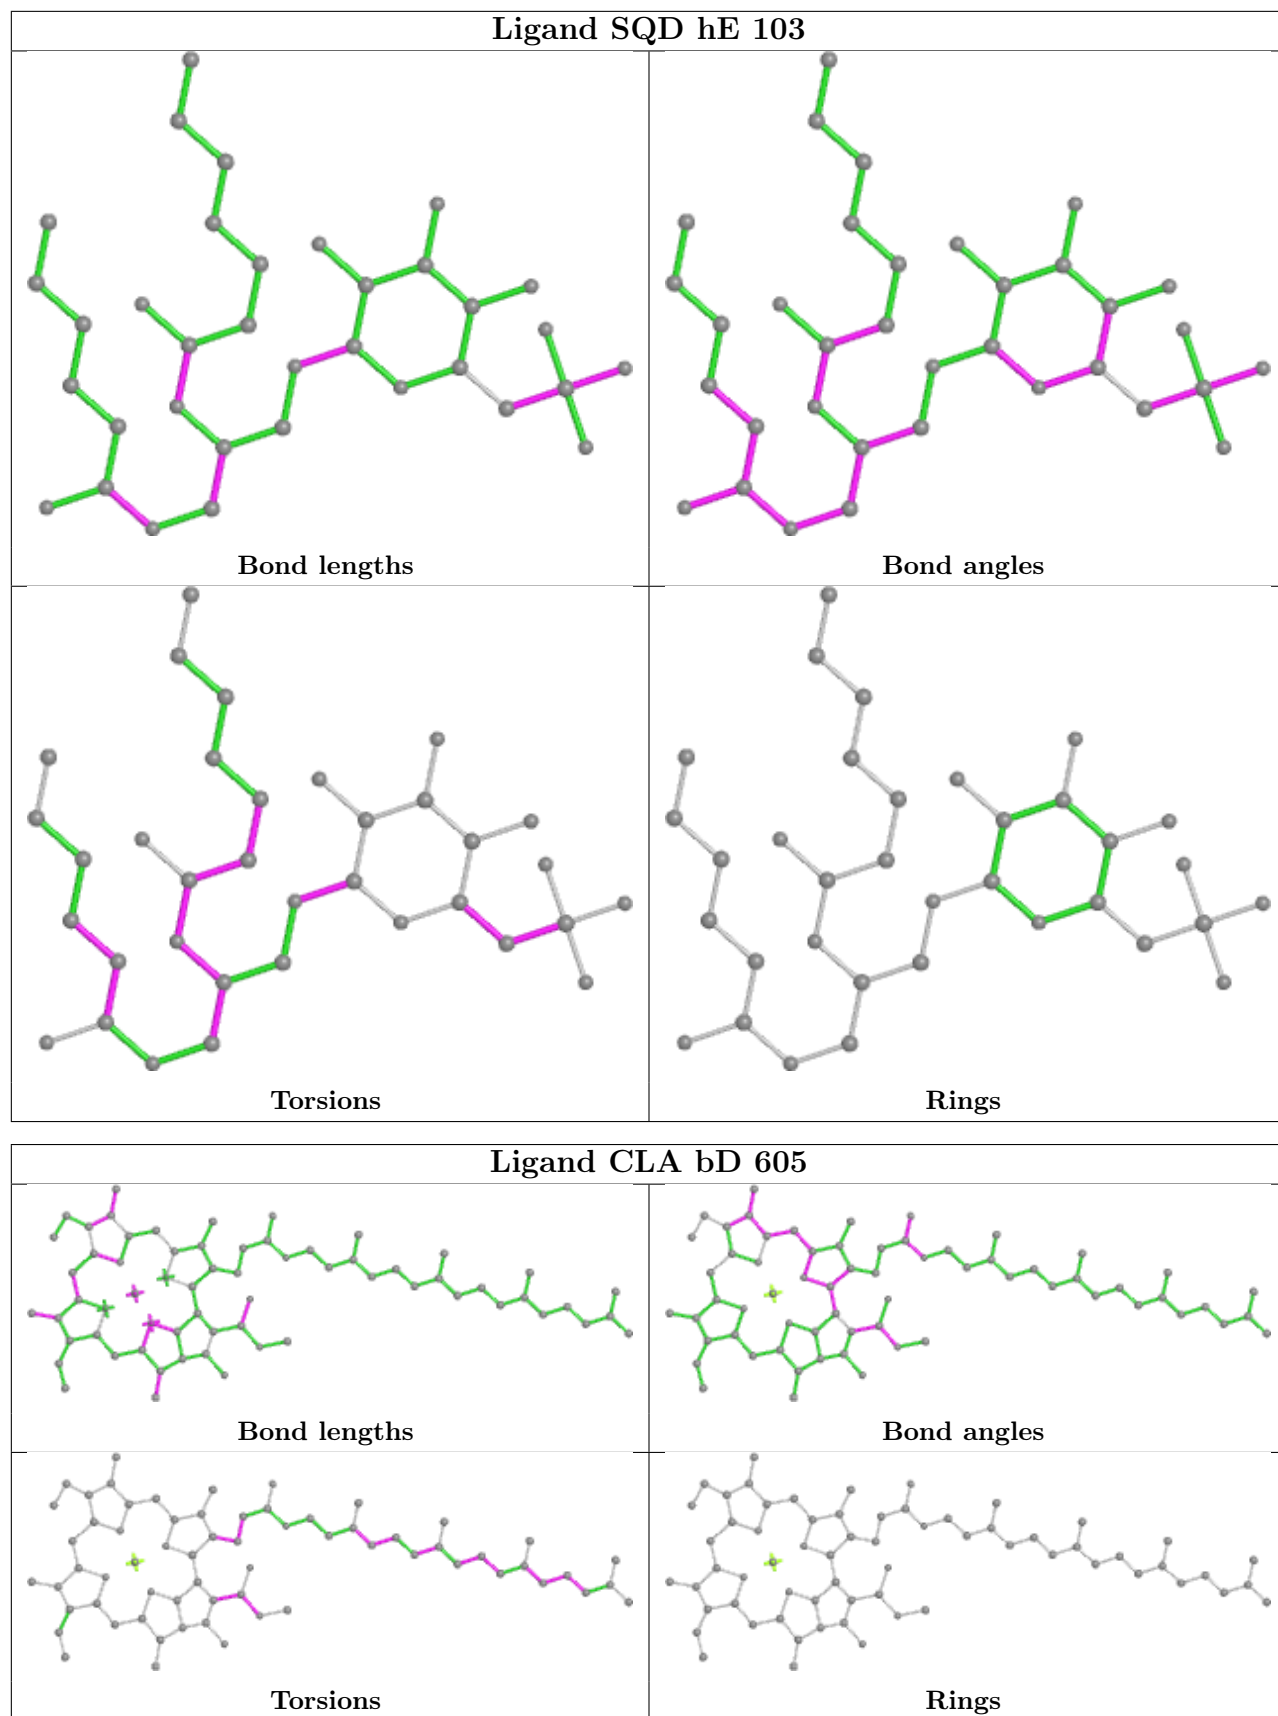 Ligand SQD hE 103
Bond lengths
Bond angles
Torsions
Rings
Ligand CLA bD 605
Bond lengths
Bond angles
Torsions
Rings